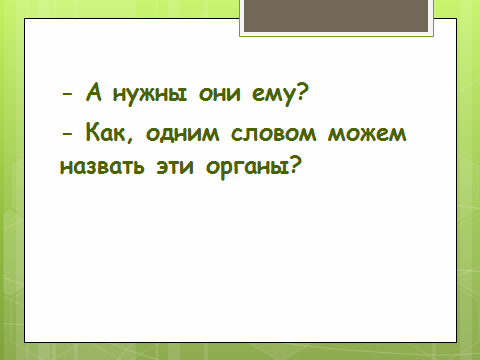 - А нужны они ему?
- Как, одним словом можем
назвать эти органы?